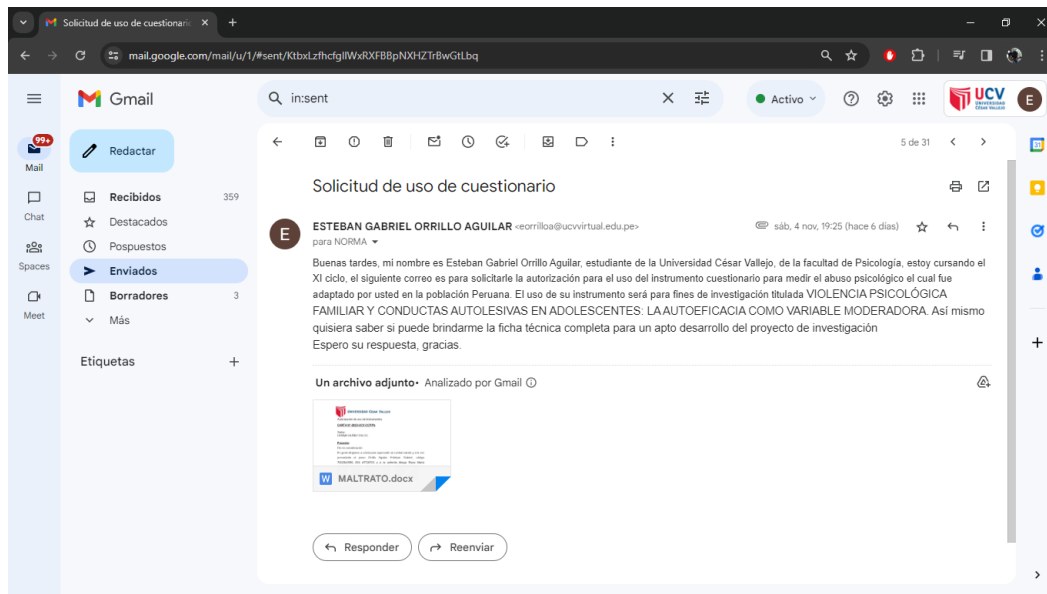 Solicitud de uso de cuestionario
mail.google.com/mail/u/1/#sent/KtbxLzfhcfglIWxRXFBBpNXHZTrBwGtLbq
Gmail
in:sent
Activo
UCV
UNIVERSIDAD
CÉSAR VALLEJO
E
99+
Mail
Chat
Spaces
Meet
Redactar
Recibidos 359
Destacados
Pospuestos
Enviados
Borradores 3
Más
Etiquetas
5 de 31
31
Solicitud de uso de cuestionario
E
ESTEBAN GABRIEL ORRILLO AGUILAR <eorrilloa@ucvvirtual.edu.pe>
sáb, 4 nov, 19:25 (hace 6 días)
para NORMA
Buenas tardes, mi nombre es Esteban Gabriel Orrillo Aguilar, estudiante de la Universidad César Vallejo, de la facultad de Psicología, estoy cursando el
XI ciclo, el siguiente correo es para solicitarle la autorización para el uso del instrumento cuestionario para medir el abuso psicológico el cual fue
adaptado por usted en la población Peruana. El uso de su instrumento será para fines de investigación titulada VIOLENCIA PSICOLÓGICA
FAMILIAR Y CONDUCTAS AUTOLESIVAS EN ADOLESCENTES: LA AUTOEFICACIA COMO VARIABLE MODERADORA. Así mismo
quisiera saber si puede brindarme la ficha técnica completa para un apto desarrollo del proyecto de investigación
Espero su respuesta, gracias.
Un archivo adjunto• Analizado por Gmail
W MALTRATO.docx
Responder
Reenviar